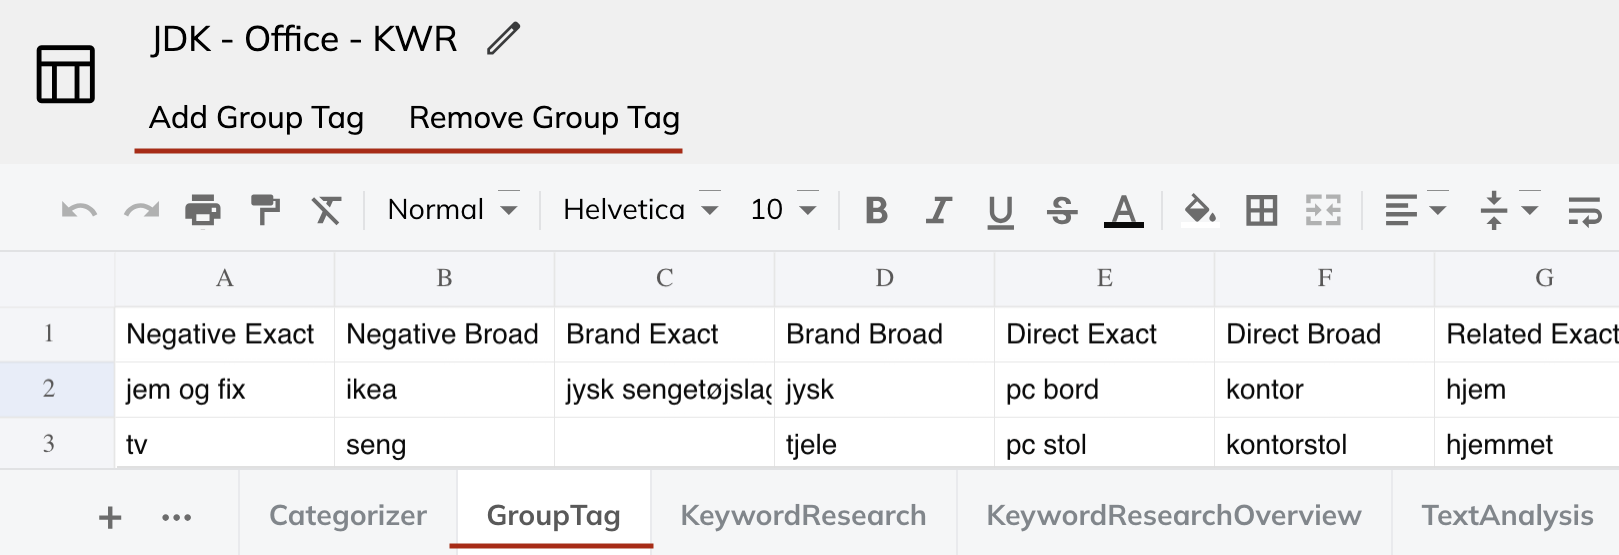 JDK - Office - KWR
Add Group Tag Remove Group Tag
Normal Helvetica 10 B I U S A
A B C D E F G
1 Negative Exact Negative Broad Brand Exact Brand Broad Direct Exact Direct Broad Related Exact
2 jem og fix ikea jysk sengetøjslag jysk pc bord kontor hjem
3 tv seng tjele pc stol kontorstol hjemmet
+ ... Categorizer GroupTag KeywordResearch KeywordResearchOverview TextAnalysis